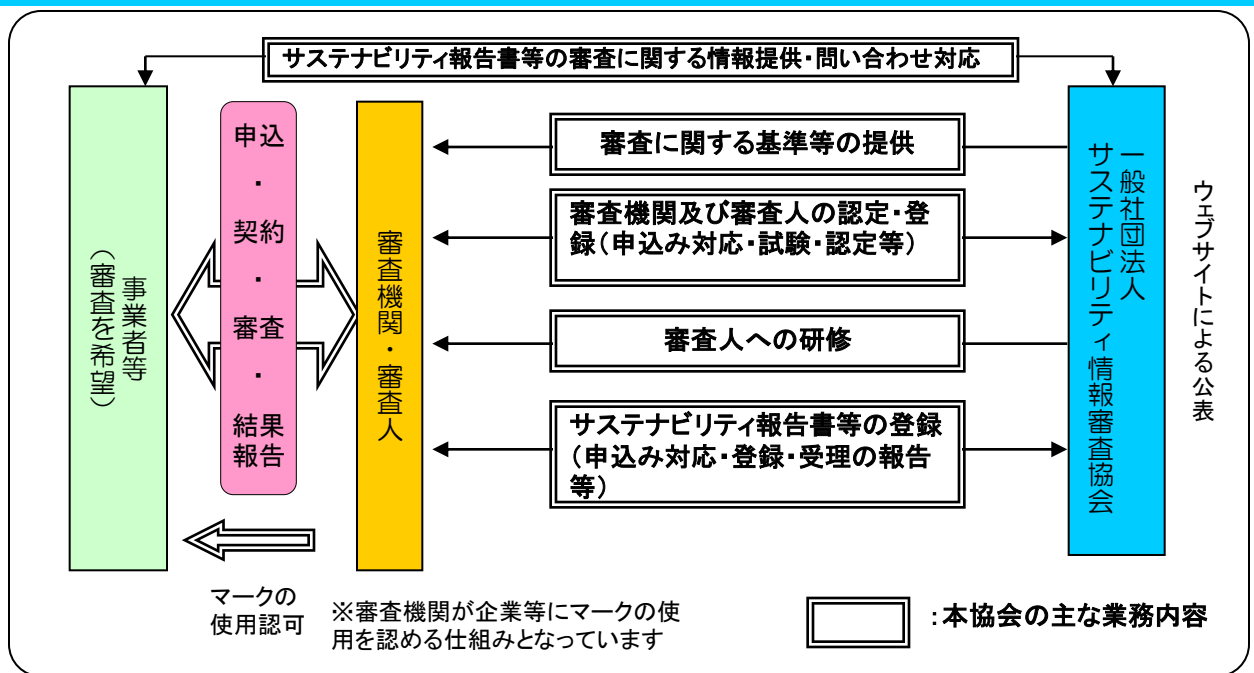 サステナビリティ報告書等の審査に関する情報提供・問い合わせ対応
事業者等
（審査を希望）
申込
・
契約
・
審査
・
結果
報告
審査機関・審査人
審査に関する基準等の提供
審査機関及び審査人の認定・登
録（申込み対応・試験・認定等）
審査人への研修
サステナビリティ報告書等の登録
（申込み対応・登録・受理の報告
等）
一般社団法人
サステナビリティ情報審査協会
ウェブサイトによる公表
マークの
使用認可
※審査機関が企業等にマークの使
用を認める仕組みとなっています
：本協会の主な業務内容